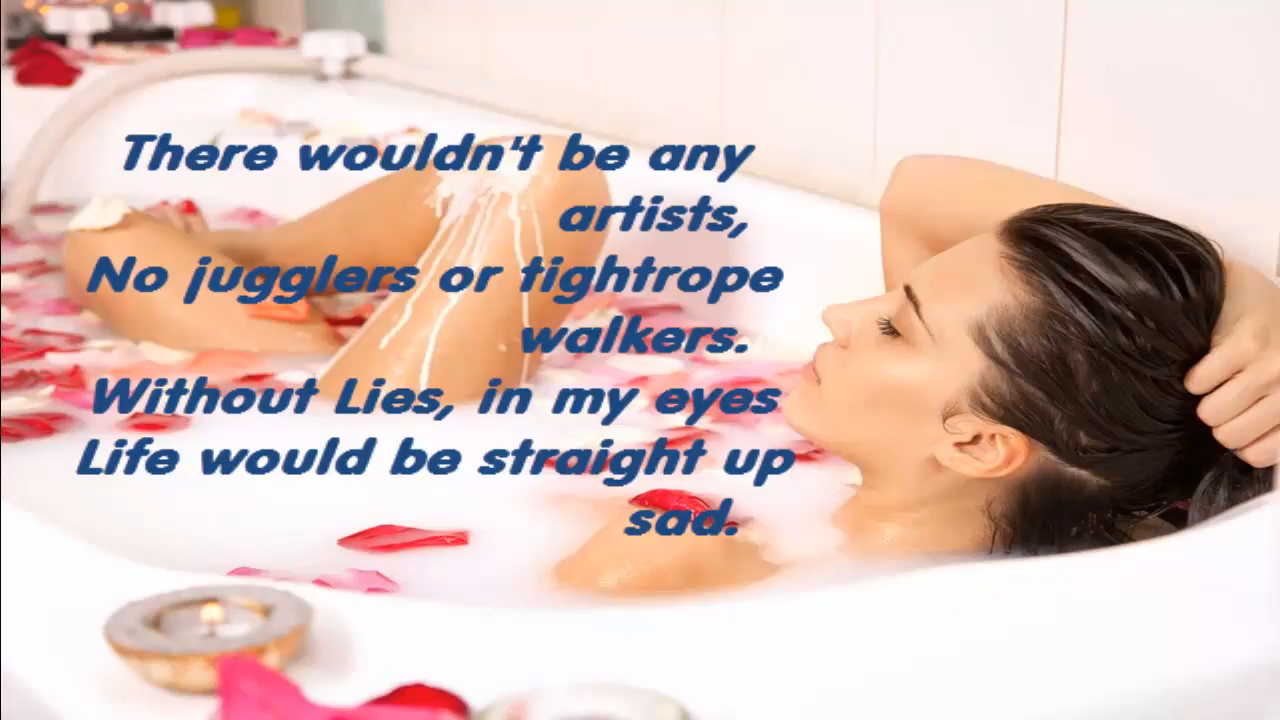 There wouldn't be any
artists,
No jugglers or tightrope
walkers.
Without Lies, in my eyes
Life would be straight up
sad.